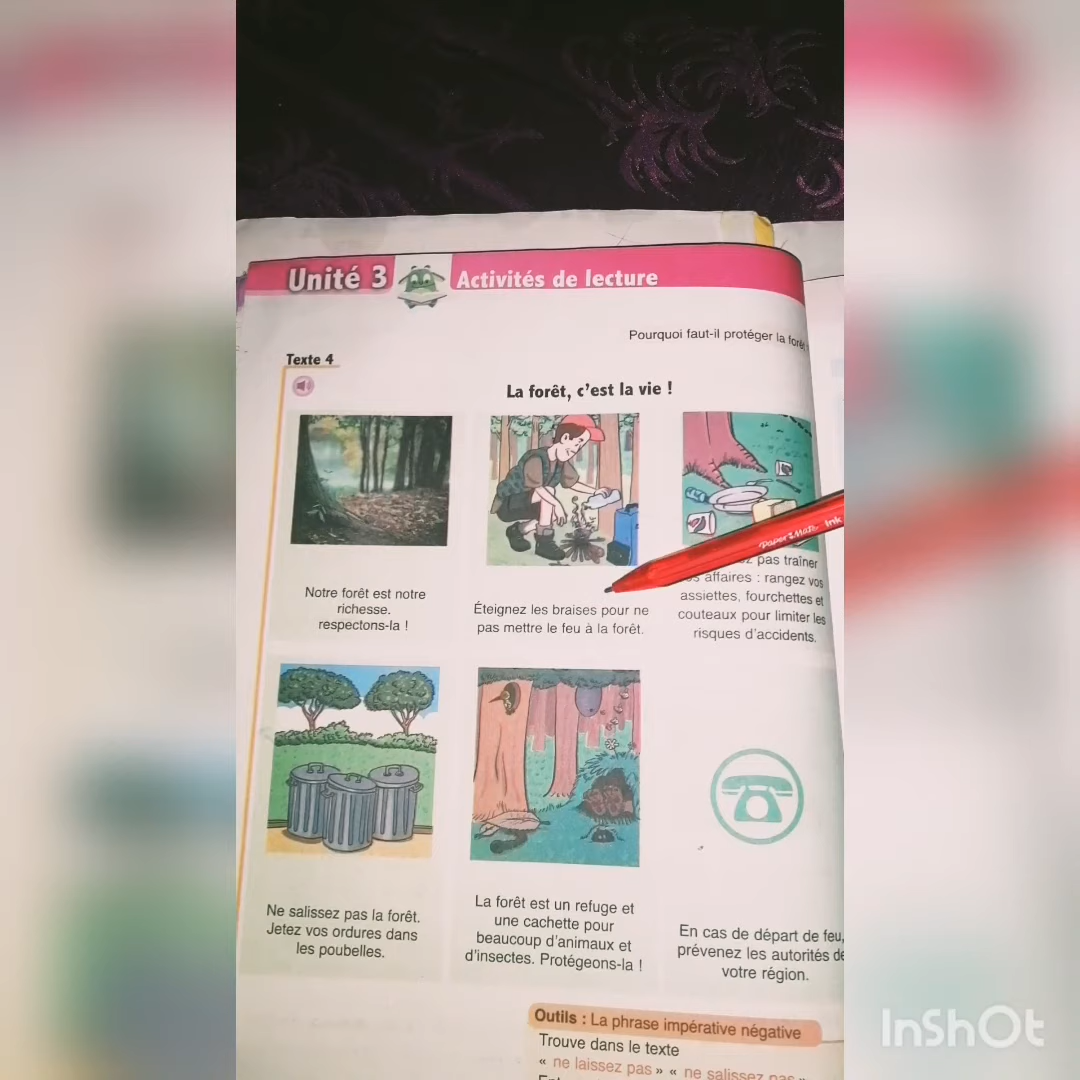 Unité 3
Activités de lecture
Pourquoi faut-il protéger la forêt
Texte 4
La forêt, c'est la vie !
Notre forêt est notre
richesse.
respectons-la !
Éteignez les braises pour ne
pas mettre le feu à la forêt.
pas traîner
affaires : rangez vos
assiettes, fourchettes et
couteaux pour limiter les
risques d'accidents.
Ne salissez pas la forêt.
Jetez vos ordures dans
les poubelles.
La forêt est un refuge et
une cachette pour
beaucoup d'animaux et
d'insectes. Protégeons-la !
En cas de départ de feu,
prévenez les autorités de
votre région.
Outils : La phrase impérative négative
Trouve dans le texte
« ne laissez pas » « ne salissez pas »
Paper Mate ink
InShOt